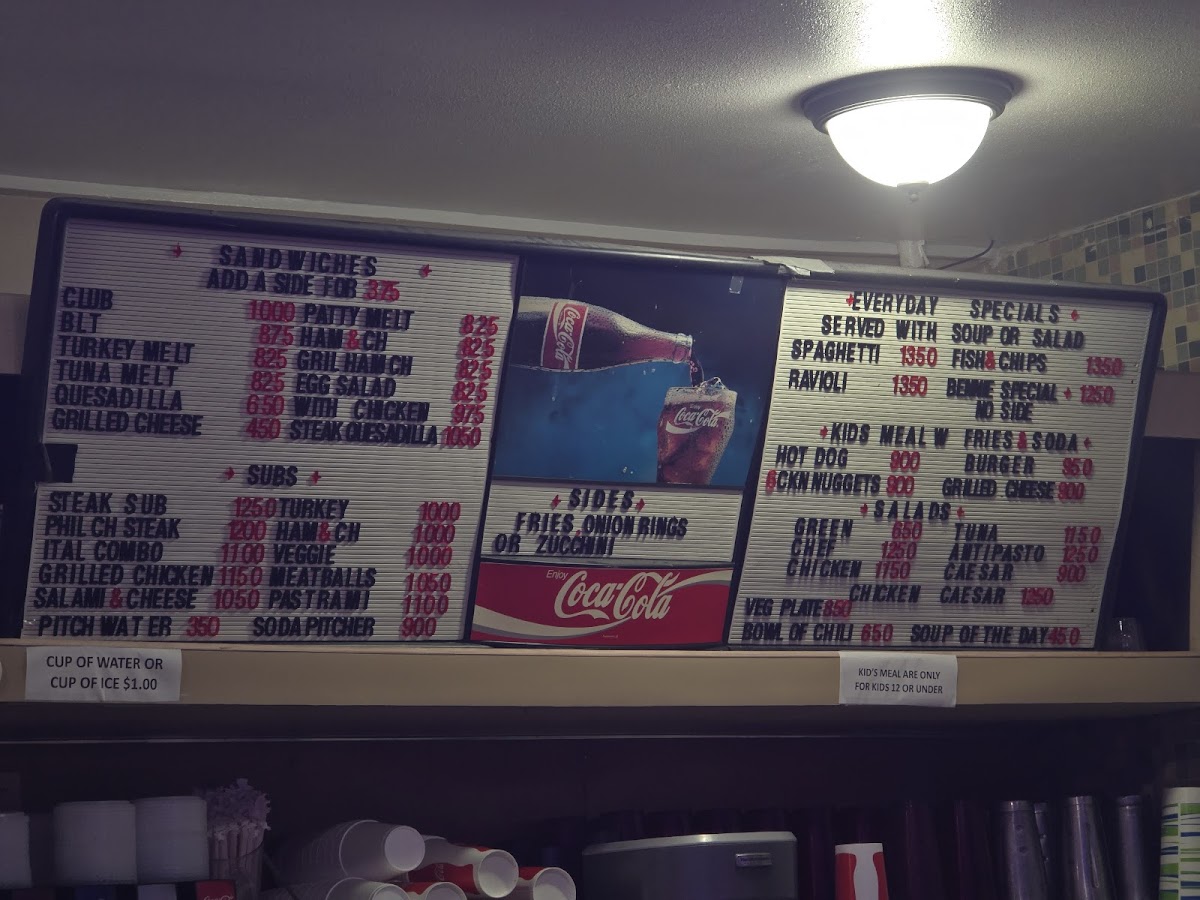 SANDWICHES
ADD A SIDE FOR 375
CLUB 1000 PATTY MELT 825
BLT 875 HAM&CH 825
TURKEY MELT 825 GRIL HAM CH 825
TUNA MELT 825 EGG SALAD 825
QUESADILLA 650 WITH CHICKEN 975
GRILLED CHEESE 450 STEAK QUESADILLA 1050
SUBS
STEAK SUB 1250 TURKEY 1000
PHIL CH STEAK 1200 HAM&CH 1000
ITAL COMBO 1100 VEGGIE 1000
GRILLED CHICKEN 1150 MEATBALLS 1050
SALAMI&CHEESE 1050 PASTRAMI 1100
PITCH WATER 350 SODA PITCHER 900
Coca-Cola
Coca-Cola
SIDES
FRIES, ONION RINGS
OR ZUCCINNI
Enjoy
Coca-Cola
EVERYDAY SPECIALS
SERVED WITH SOUP OR SALAD
SPAGHETTI 1350 FISH&CHIPS 1350
RAVIOLI 1350 BENNIE SPECIAL 1250
NO SIDE
KIDS MEAL W FRIES&SODA
HOT DOG 900 BURGER 950
6CKN NUGGETS 900 GRILLED CHEESE 800
SALADS
GREEN 650 TUNA 1150
CHEF 1250 ANTIPASTO 1250
CHICKEN 1750 CAESAR 900
CHICKEN CAESAR 1250
VEG PLATE 850
BOWL OF CHILI 650 SOUP OF THE DAY 450
CUP OF WATER OR
CUP OF ICE $1.00
KID'S MEAL ARE ONLY
FOR KIDS 12 OR UNDER